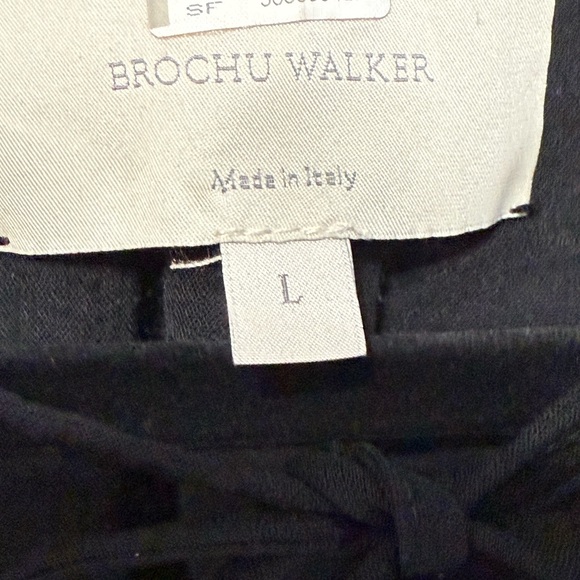 SF
BROCHU WALKER
Made in Italy
L